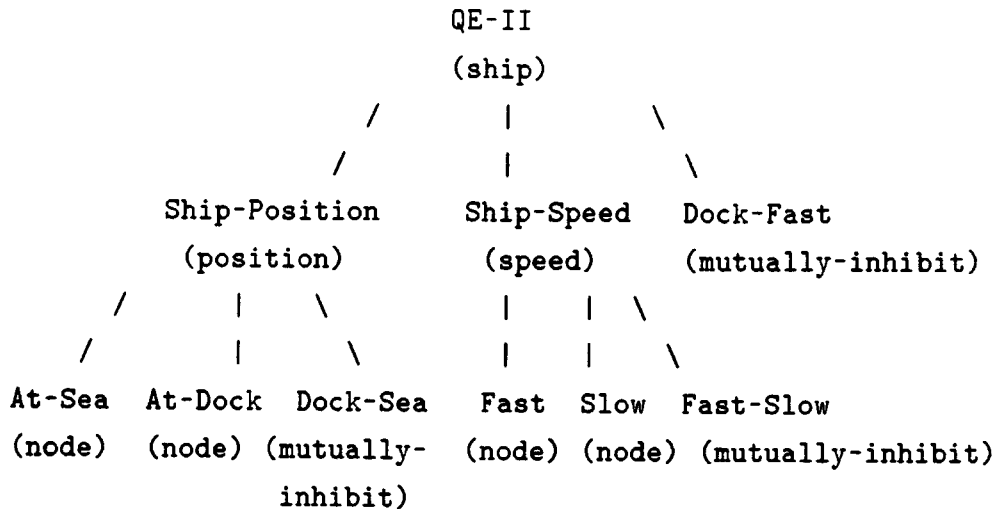 QE-II
(ship)
/ | \
/ | \
Ship-Position Ship-Speed Dock-Fast
(position) (speed) (mutually-inhibit)
/ | \ | | \
/ | \ | | \
At-Sea At-Dock Dock-Sea Fast Slow Fast-Slow
(node) (node) (mutually- (node) (node) (mutually-inhibit)
inhibit)